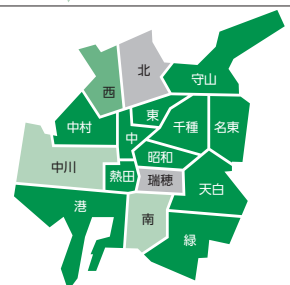 北
守山
西
東
中村
千種
名東
中
昭和
中川
熱田
瑞穂
天白
港
南
緑